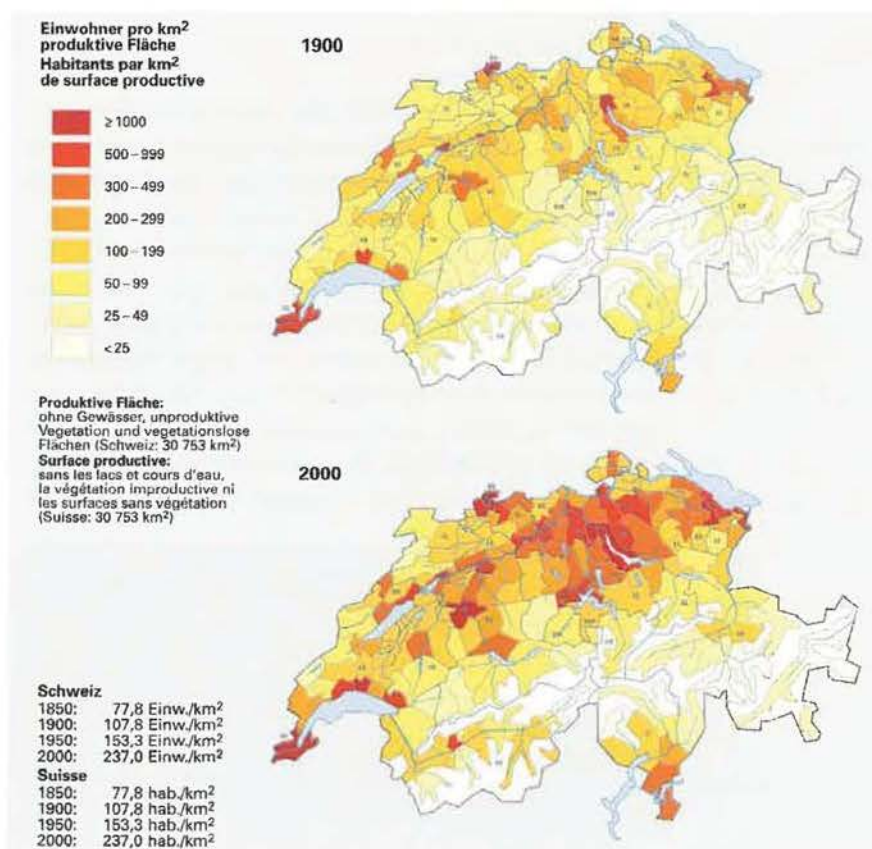 Einwohner pro km²
produktive Fläche
Habitants par km²
de surface productive
≥ 1000
500 – 999
300 – 499
200 – 299
100 – 199
50 – 99
25 – 49
< 25
1900
Produktive Fläche:
ohne Gewässer, unproduktive
Vegetation und vegetationslose
Flächen (Schweiz: 30 753 km²)
Surface productive:
sans les lacs et cours d'eau,
la végétation improductive ni
les surfaces sans végétation
(Suisse: 30 753 km²)
2000
Schweiz
1850: 77,8 Einw./km²
1900: 107,8 Einw./km²
1950: 153,3 Einw./km²
2000: 237,0 Einw./km²
Suisse
1850: 77,8 hab./km²
1900: 107,8 hab./km²
1950: 153,3 hab./km²
2000: 237,0 hab./km²